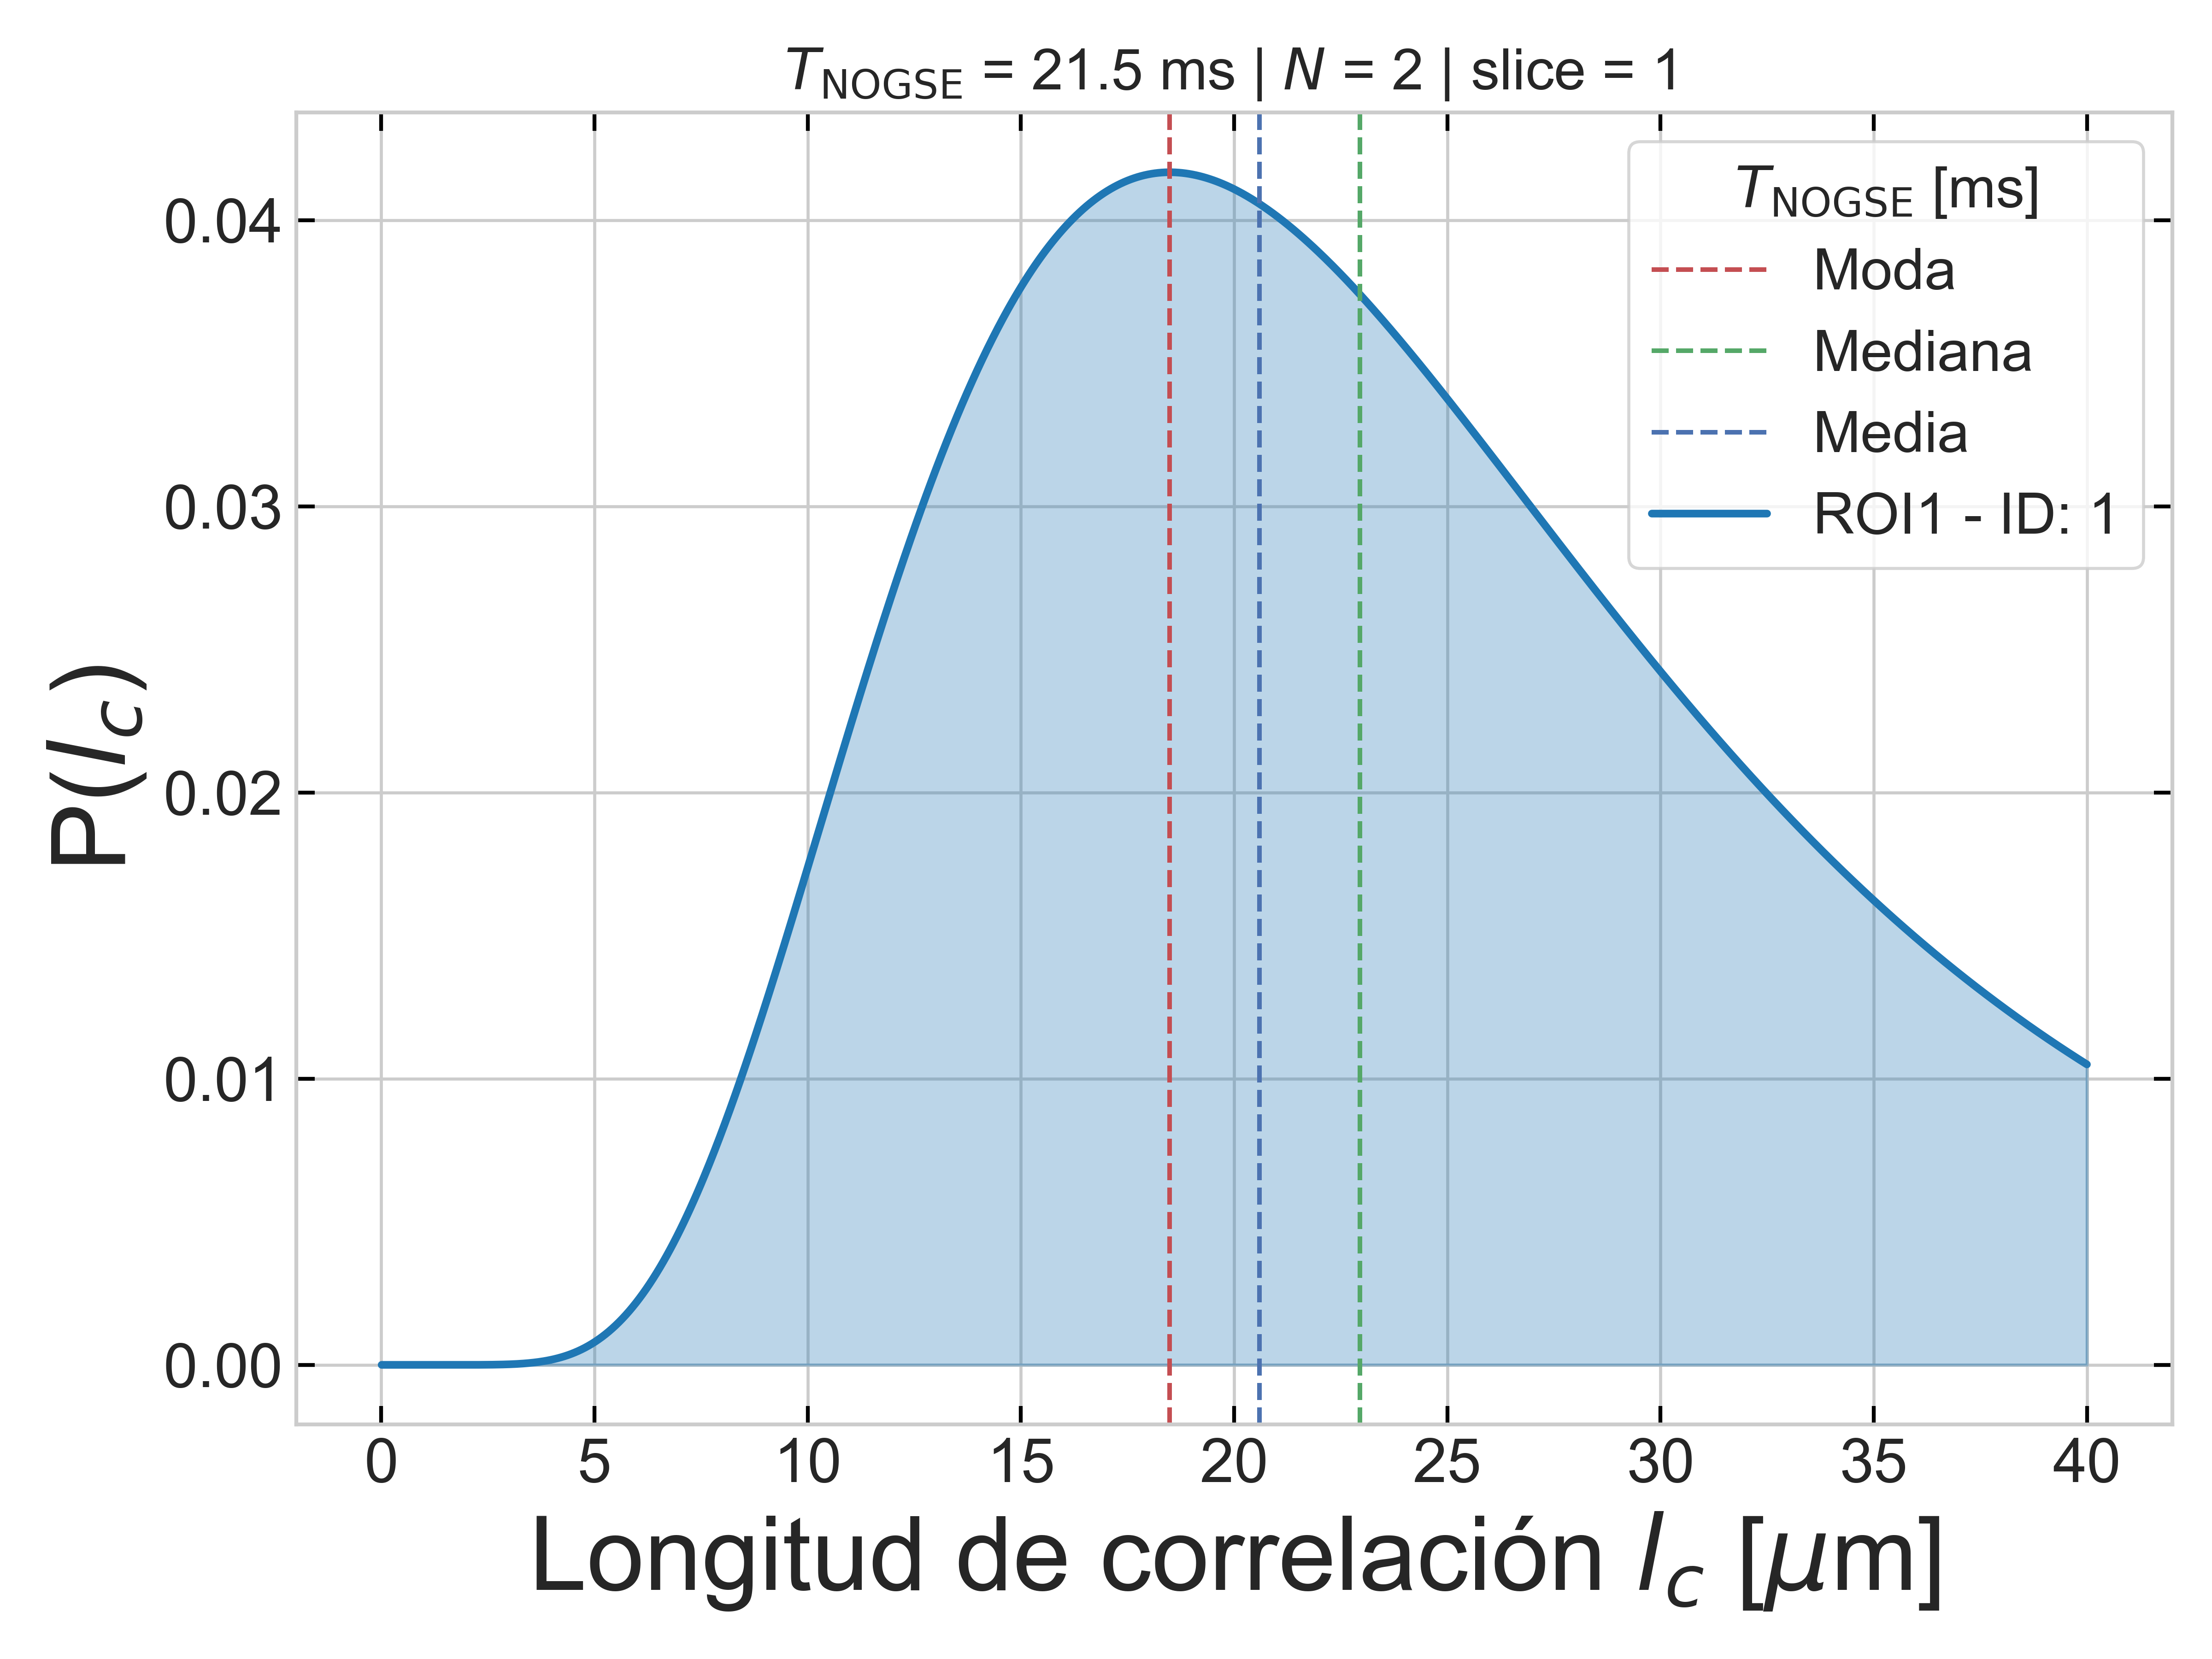 T_NOGSE = 21.5 ms | N = 2 | slice = 1
T_NOGSE [ms]
Moda
Mediana
Media
ROI1 - ID: 1
P(l_c)
0.04
0.03
0.02
0.01
0.00
0 5 10 15 20 25 30 35 40
Longitud de correlación l_c [μm]